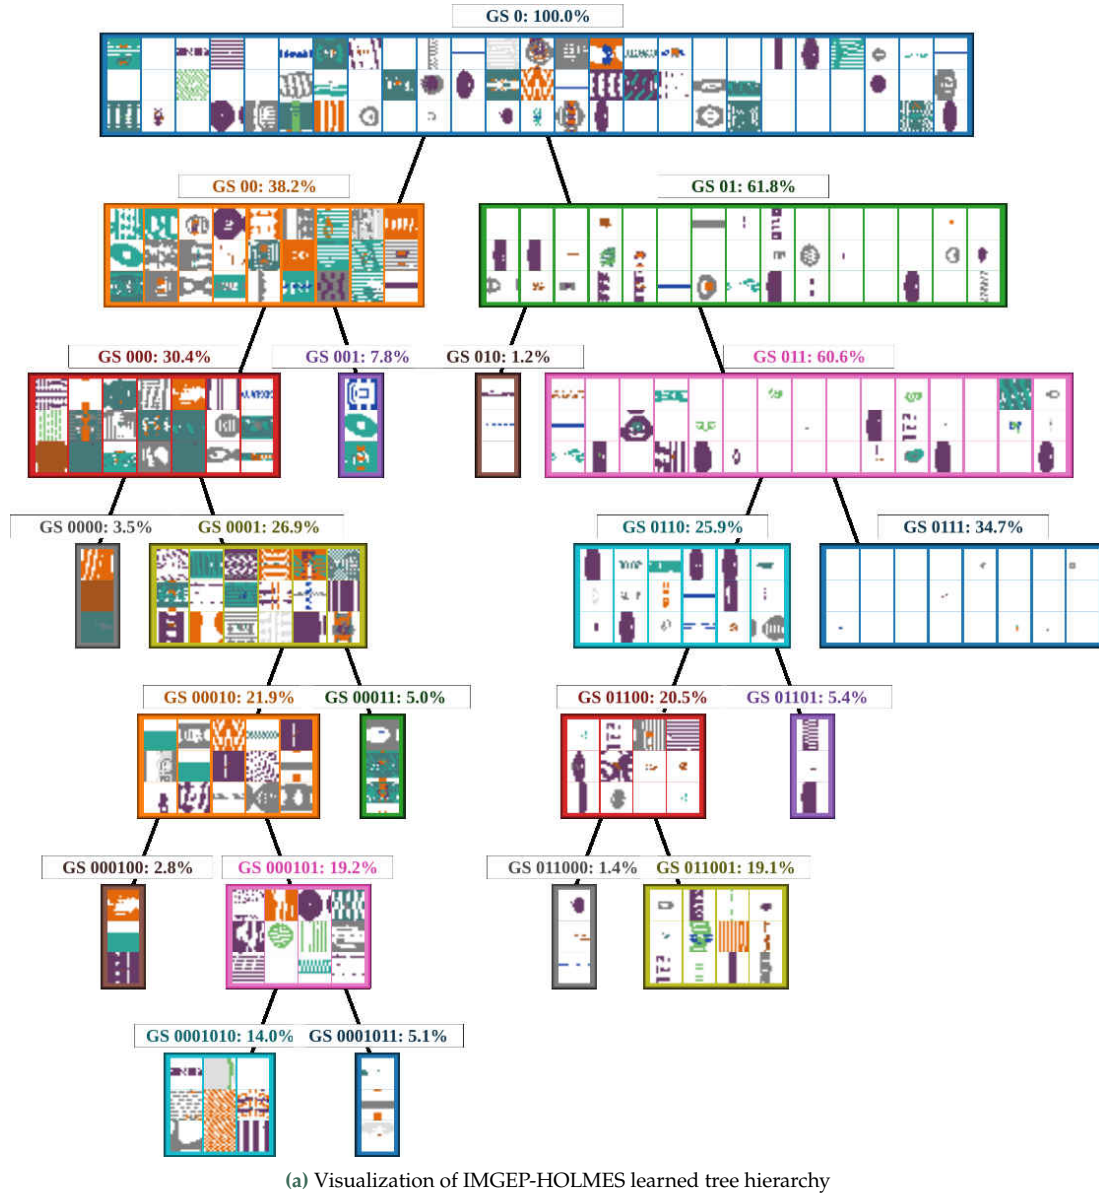 GS 0: 100.0%
GS 00: 38.2%
GS 01: 61.8%
GS 000: 30.4%
GS 001: 7.8%
GS 010: 1.2%
GS 011: 60.6%
GS 0000: 3.5%
GS 0001: 26.9%
GS 0110: 25.9%
GS 0111: 34.7%
GS 00010: 21.9%
GS 00011: 5.0%
GS 01100: 20.5%
GS 01101: 5.4%
GS 000100: 2.8%
GS 000101: 19.2%
GS 011000: 1.4%
GS 011001: 19.1%
GS 0001010: 14.0%
GS 0001011: 5.1%
(a) Visualization of IMGEP-HOLMES learned tree hierarchy